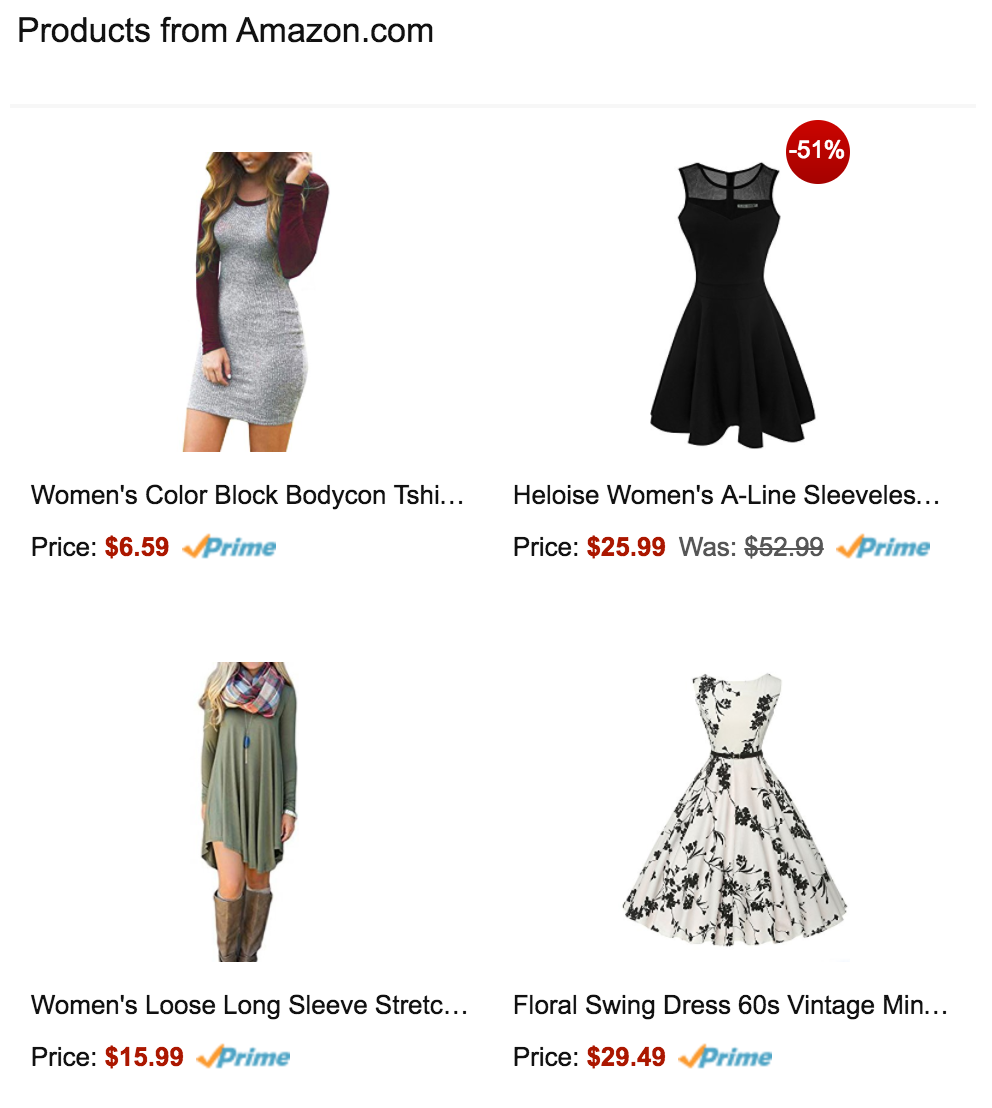 Products from Amazon.com
-51%
Women's Color Block Bodycon Tshi…
Heloise Women's A-Line Sleeveles…
Price: $6.59 Prime
Price: $25.99 Was: $52.99 Prime
Women's Loose Long Sleeve Stretc…
Floral Swing Dress 60s Vintage Min…
Price: $15.99 Prime
Price: $29.49 Prime